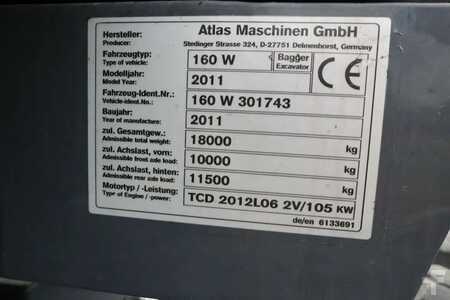 Hersteller: Atlas Maschinen GmbH
Producer: Stedinger Strasse 324, D-27751 Delmenhorst, Germany
Fahrzeugtyp: 160 W Bagger
Type of vehicle: Excavator
CE
Modelljahr: 2011
Model Year:
Fahrzeug-Ident.Nr.: 160 W 301743
Vehicle-ident.No.:
Baujahr: 2011
Year of manufacture:
zul. Gesamtgew.: 18000 kg
Admissible total weight:
zul. Achslast, vorn: 10000 kg
Admissible front axle load:
zul. Achslast, hinten: 11500 kg
Admissible rear axle load:
Motortyp / -Leistung: TCD 2012L06 2V/105 KW
Type of Engine / -power:
de/en 6133691